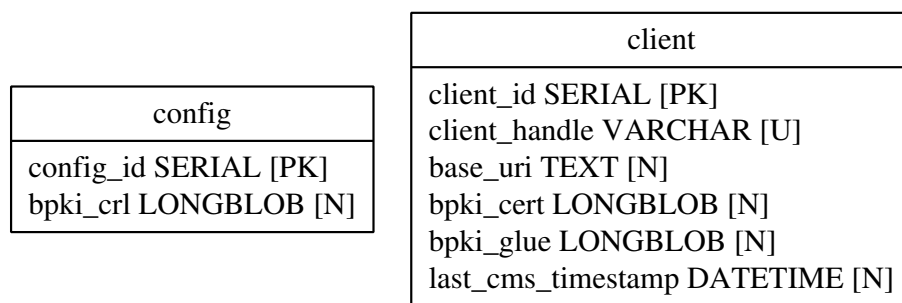 config
config_id SERIAL [PK]
bpki_crl LONGBLOB [N]
client
client_id SERIAL [PK]
client_handle VARCHAR [U]
base_uri TEXT [N]
bpki_cert LONGBLOB [N]
bpki_glue LONGBLOB [N]
last_cms_timestamp DATETIME [N]